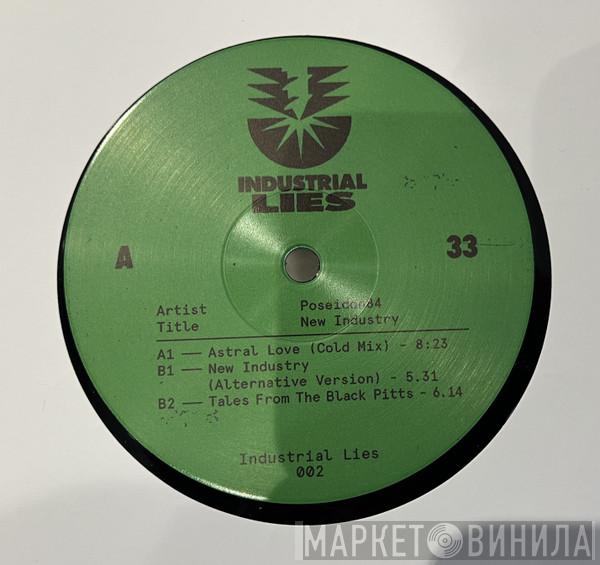 INDUSTRIAL
LIES
A 33
Artist Poseidon84
Title New Industry
A1 — Astral Love (Cold Mix) - 8:23
B1 — New Industry
(Alternative Version) - 5.31
B2 — Tales From The Black Pitts - 6.14
Industrial Lies
002
МАРКЕТ ВИНИЛА